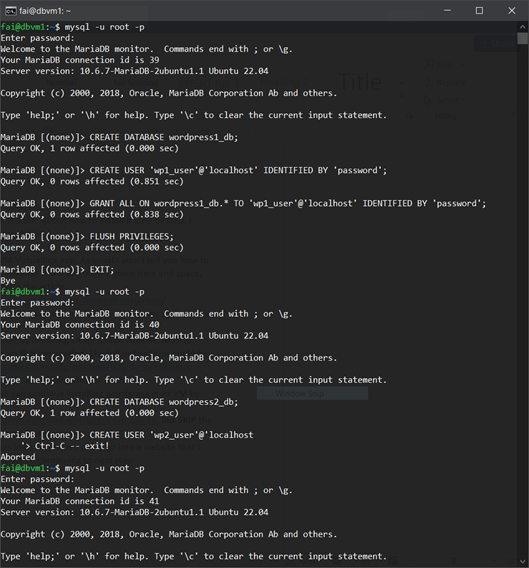 fai@dbvm1: ~
fai@dbvm1:~$ mysql -u root -p
Enter password:
Welcome to the MariaDB monitor.  Commands end with ; or \g.
Your MariaDB connection id is 39
Server version: 10.6.7-MariaDB-2ubuntu1.1 Ubuntu 22.04
Copyright (c) 2000, 2018, Oracle, MariaDB Corporation Ab and others.
Type 'help;' or '\h' for help. Type '\c' to clear the current input statement.
MariaDB [(none)]> CREATE DATABASE wordpress1_db;
Query OK, 1 row affected (0.000 sec)
MariaDB [(none)]> CREATE USER 'wp1_user'@'localhost' IDENTIFIED BY 'password';
Query OK, 0 rows affected (0.851 sec)
MariaDB [(none)]> GRANT ALL ON wordpress1_db.* TO 'wp1_user'@'localhost' IDENTIFIED BY 'password';
Query OK, 0 rows affected (0.838 sec)
MariaDB [(none)]> FLUSH PRIVILEGES;
Query OK, 0 rows affected (0.000 sec)
MariaDB [(none)]> EXIT;
Bye
fai@dbvm1:~$ mysql -u root -p
Enter password:
Welcome to the MariaDB monitor.  Commands end with ; or \g.
Your MariaDB connection id is 40
Server version: 10.6.7-MariaDB-2ubuntu1.1 Ubuntu 22.04
Copyright (c) 2000, 2018, Oracle, MariaDB Corporation Ab and others.
Type 'help;' or '\h' for help. Type '\c' to clear the current input statement.
MariaDB [(none)]> CREATE DATABASE wordpress2_db;
Query OK, 1 row affected (0.000 sec)
MariaDB [(none)]> CREATE USER 'wp2_user'@'localhost
    '> Ctrl-C -- exit!
Aborted
fai@dbvm1:~$ mysql -u root -p
Enter password:
Welcome to the MariaDB monitor.  Commands end with ; or \g.
Your MariaDB connection id is 41
Server version: 10.6.7-MariaDB-2ubuntu1.1 Ubuntu 22.04
Copyright (c) 2000, 2018, Oracle, MariaDB Corporation Ab and others.
Type 'help;' or '\h' for help. Type '\c' to clear the current input statement.
Title